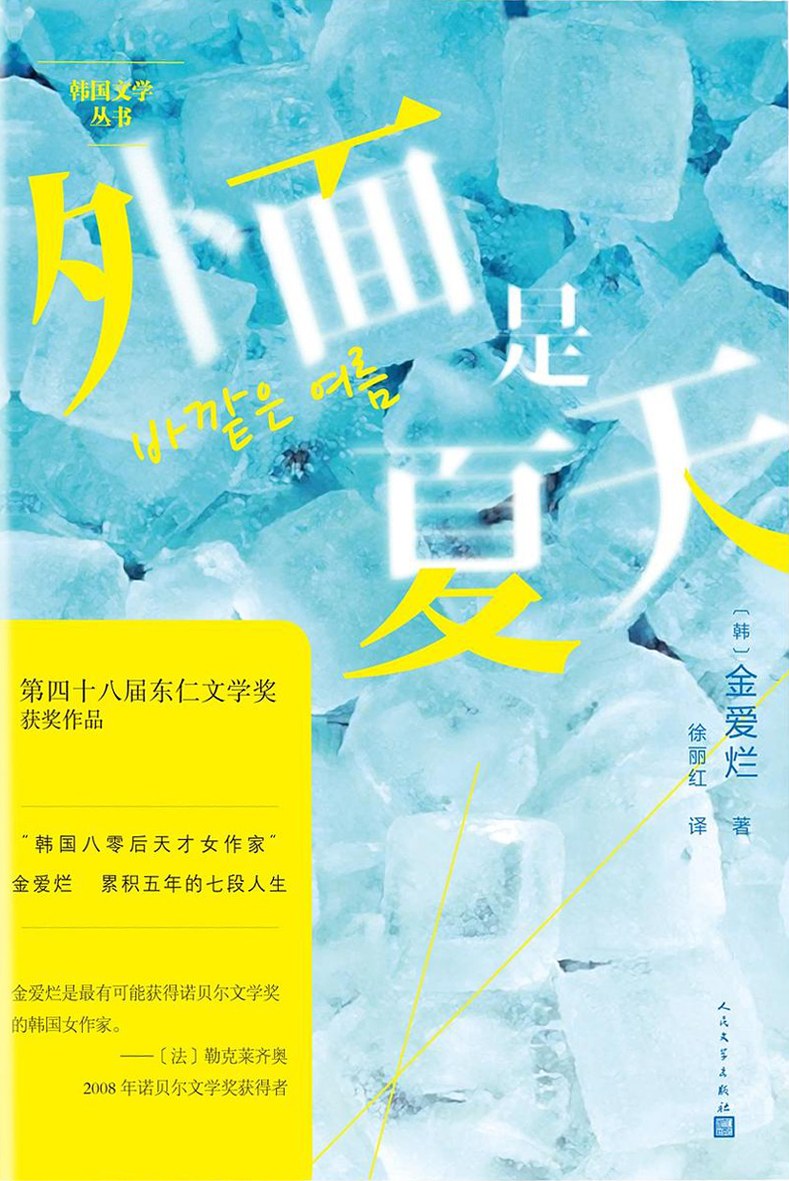 韩国文学
丛书
外面
是
夏天
바깥은 여름
〔韩〕金爱烂 著
徐丽红 译
第四十八届东仁文学奖
获奖作品
“韩国八零后天才女作家”
金爱烂 累积五年的七段人生
金爱烂是最有可能获得诺贝尔文学奖
的韩国女作家。
——〔法〕勒克莱齐奥
2008 年诺贝尔文学奖获得者
人民文学出版社